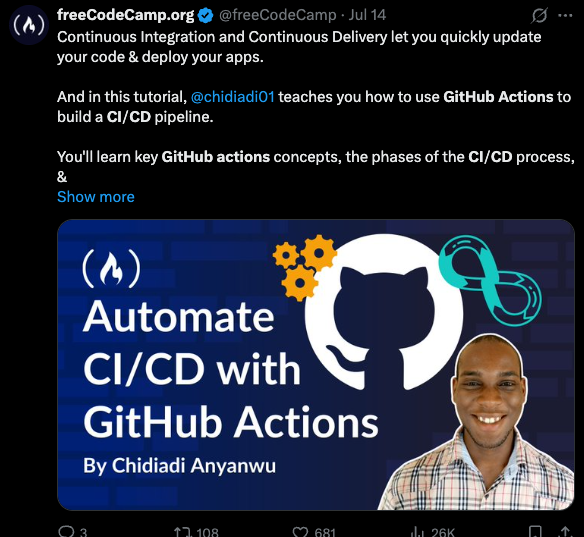 freeCodeCamp.org @freeCodeCamp · Jul 14
Continuous Integration and Continuous Delivery let you quickly update
your code & deploy your apps.
And in this tutorial, @chidiadi01 teaches you how to use GitHub Actions to
build a CI/CD pipeline.
You'll learn key GitHub actions concepts, the phases of the CI/CD process,
&
Show more
Automate
CI/CD with
GitHub Actions
By Chidiadi Anyanwu
3 108 681 26K